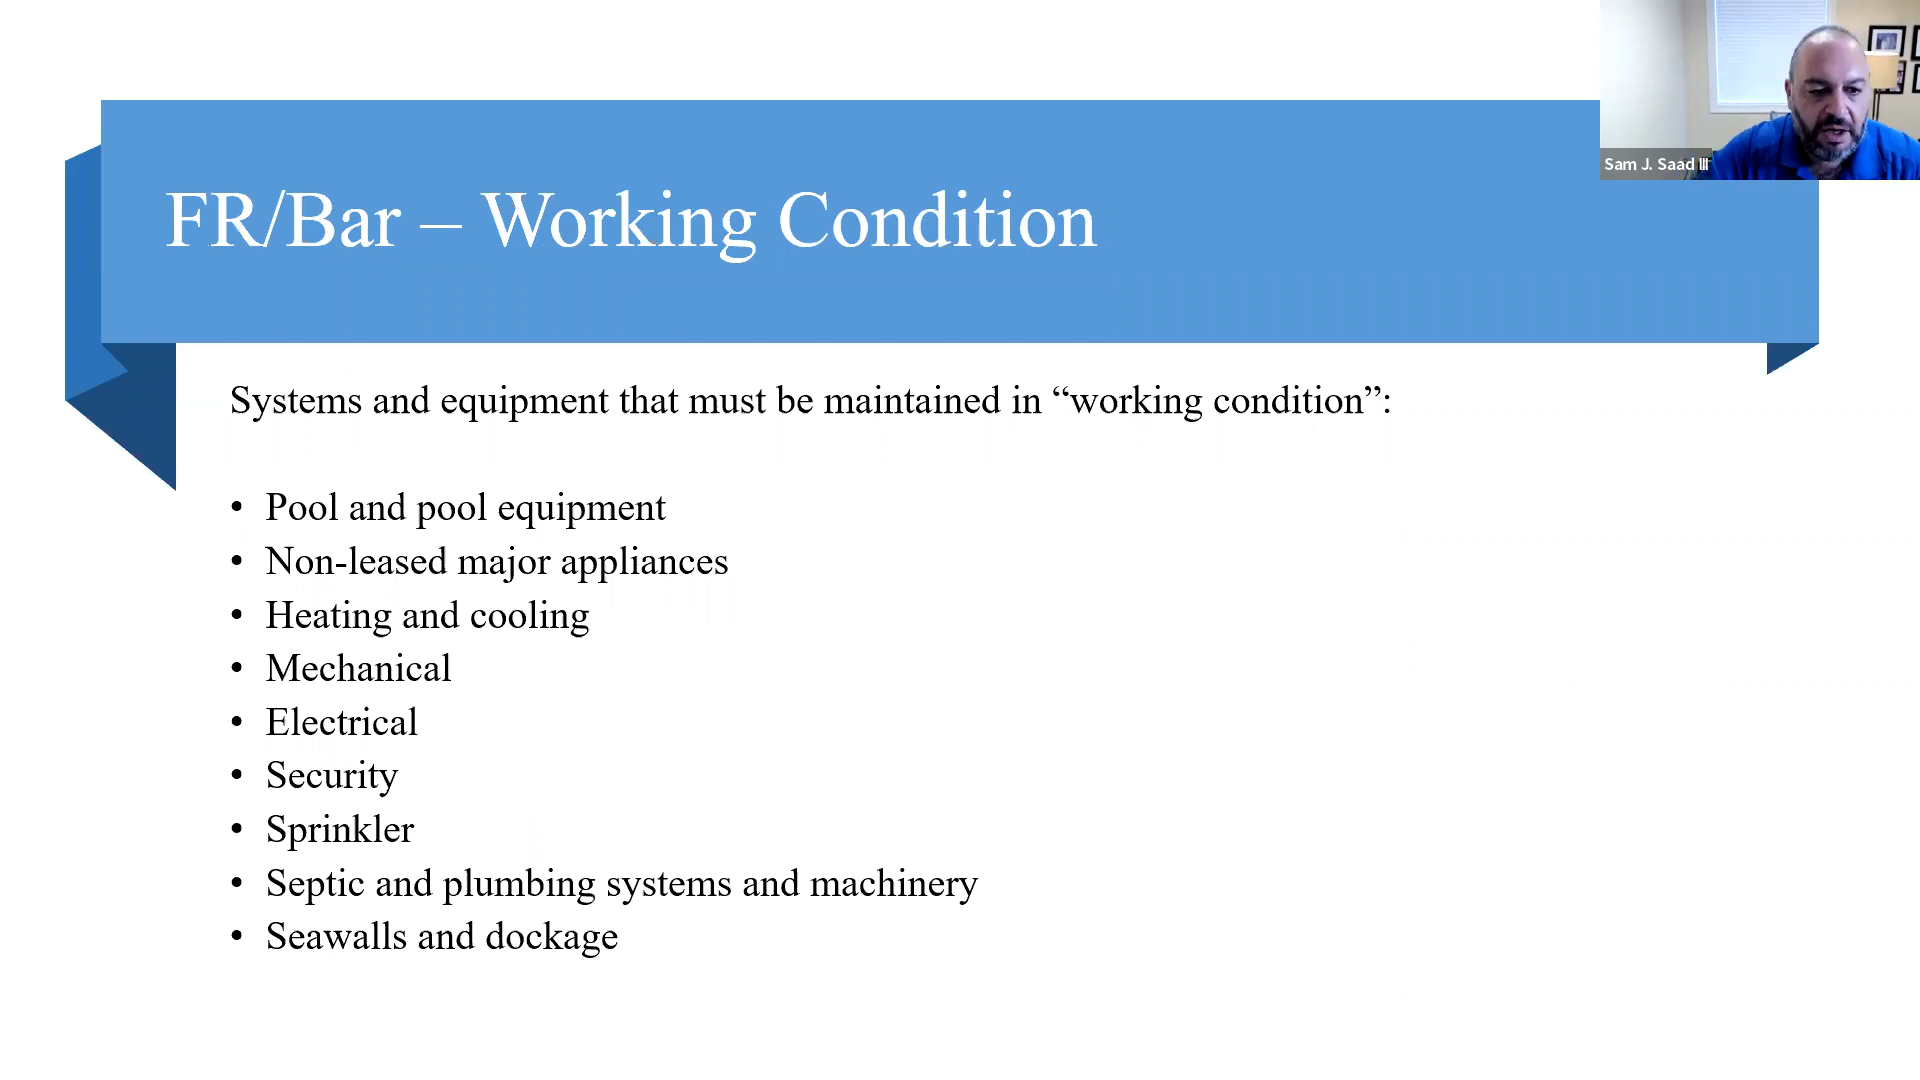 Sam J. Saad III
FR/Bar – Working Condition
Systems and equipment that must be maintained in “working condition”:
• Pool and pool equipment
• Non-leased major appliances
• Heating and cooling
• Mechanical
• Electrical
• Security
• Sprinkler
• Septic and plumbing systems and machinery
• Seawalls and dockage